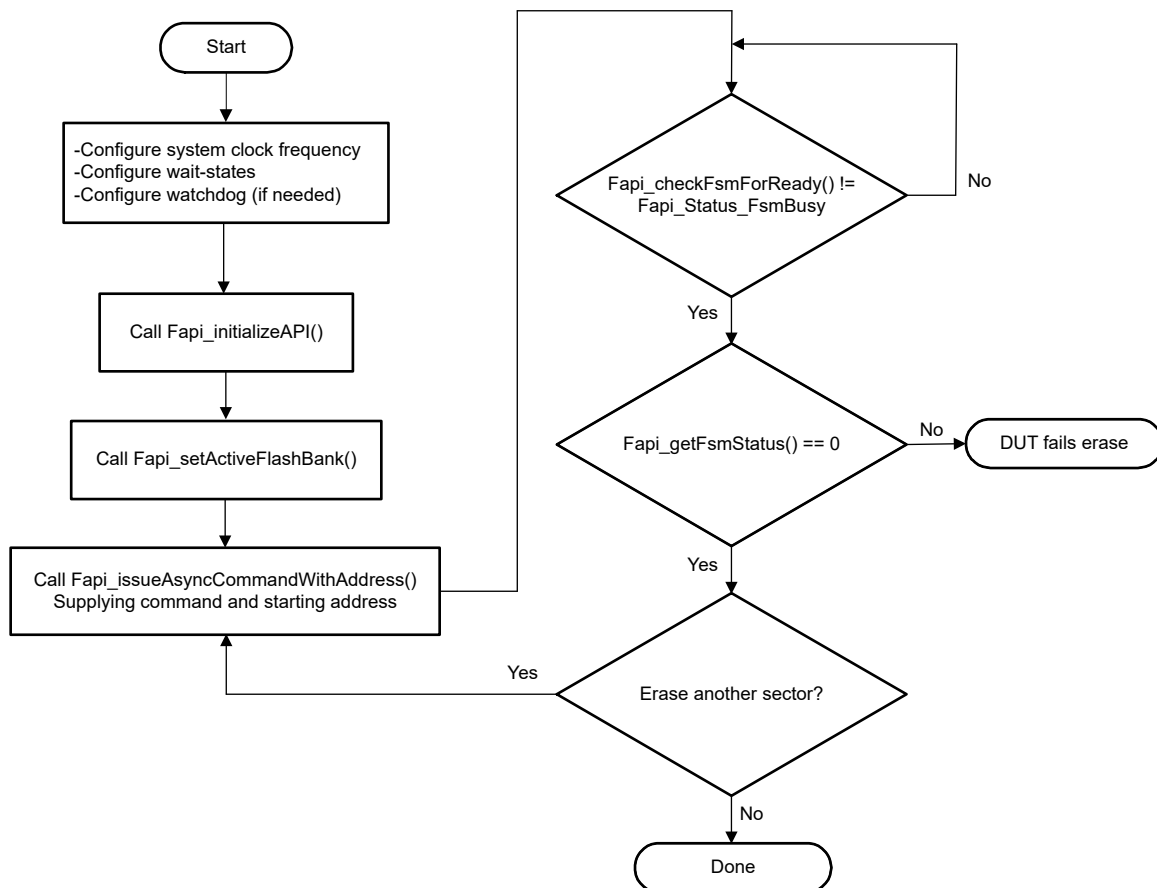 Start
-Configure system clock frequency
-Configure wait-states
-Configure watchdog (if needed)
Call Fapi_initializeAPI()
Call Fapi_setActiveFlashBank()
Call Fapi_issueAsyncCommandWithAddress()
Supplying command and starting address
Fapi_checkFsmForReady() !=
Fapi_Status_FsmBusy
No
Yes
Fapi_getFsmStatus() == 0
No
DUT fails erase
Yes
Erase another sector?
Yes
No
Done